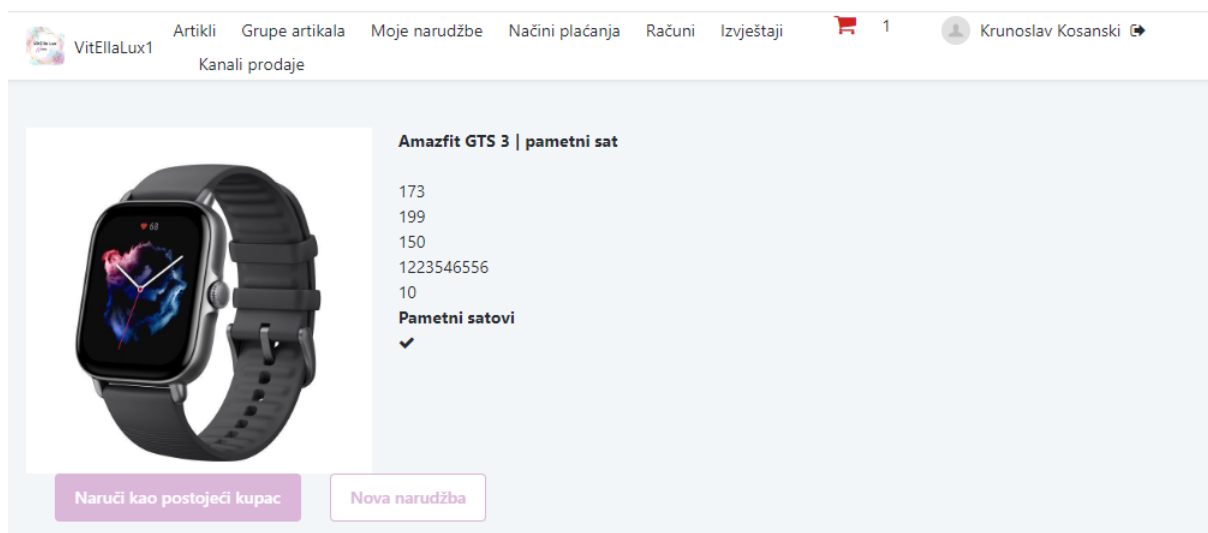 VitEllaLux1
Artikli Grupe artikala Moje narudžbe Načini plaćanja Računi Izvještaji
Kanali prodaje
1
Krunoslav Kosanski
Amazfit GTS 3 | pametni sat
173
199
150
1223546556
10
Pametni satovi
68
Naruči kao postojeći kupac
Nova narudžba